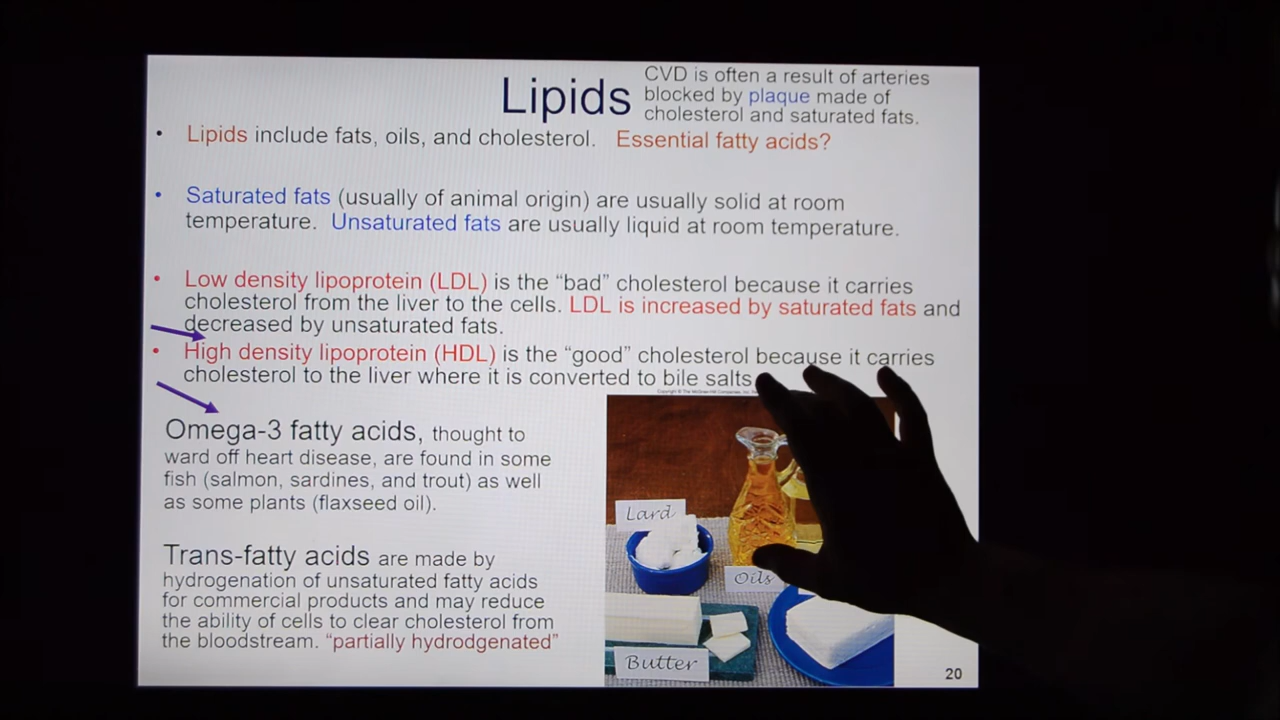 Lipids
CVD is often a result of arteries
blocked by plaque made of
cholesterol and saturated fats.
• Lipids include fats, oils, and cholesterol. Essential fatty acids?
• Saturated fats (usually of animal origin) are usually solid at room
temperature. Unsaturated fats are usually liquid at room temperature.
• Low density lipoprotein (LDL) is the “bad” cholesterol because it carries
cholesterol from the liver to the cells. LDL is increased by saturated fats and
decreased by unsaturated fats.
• High density lipoprotein (HDL) is the “good” cholesterol because it carries
cholesterol to the liver where it is converted to bile salts
Omega-3 fatty acids, thought to
ward off heart disease, are found in some
fish (salmon, sardines, and trout) as well
as some plants (flaxseed oil).
Trans-fatty acids are made by
hydrogenation of unsaturated fatty acids
for commercial products and may reduce
the ability of cells to clear cholesterol from
the bloodstream. “partially hydrodgenated”
Lard
Oils
Butter
20